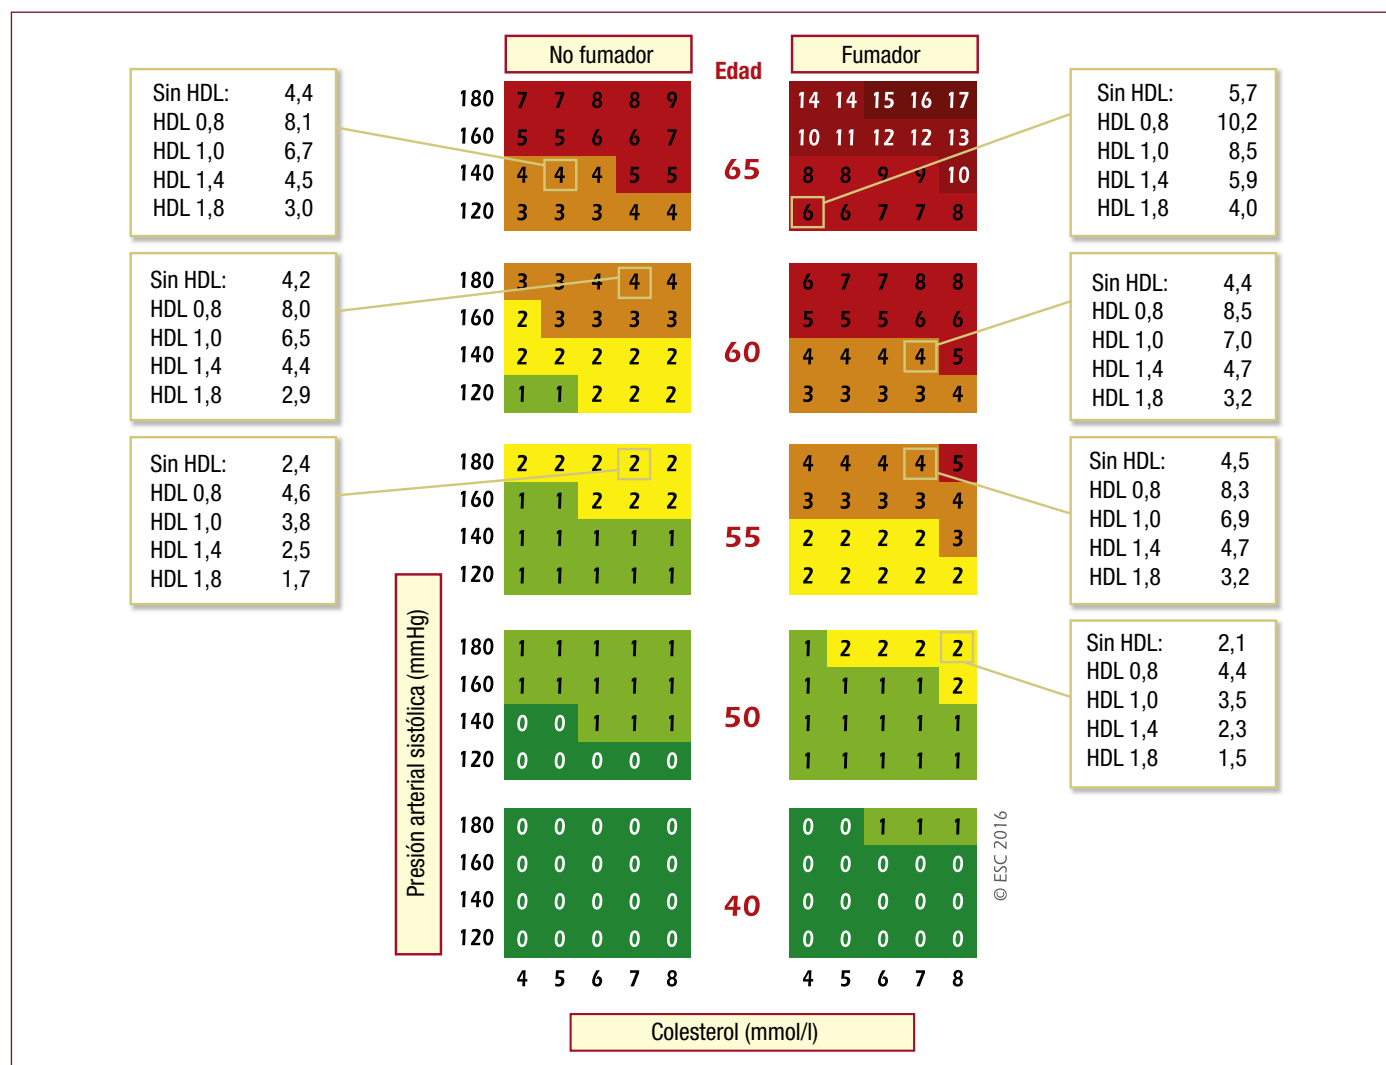 No fumador
Edad
Fumador
Sin HDL: 4,4
HDL 0,8 8,1
HDL 1,0 6,7
HDL 1,4 4,5
HDL 1,8 3,0
180 7 7 8 8 9
160 5 5 6 6 7
140 4 4 4 5 5
120 3 3 3 4 4
65
14 14 15 16 17
10 11 12 12 13
8 8 9 9 10
6 6 7 7 8
Sin HDL: 5,7
HDL 0,8 10,2
HDL 1,0 8,5
HDL 1,4 5,9
HDL 1,8 4,0
Sin HDL: 4,2
HDL 0,8 8,0
HDL 1,0 6,5
HDL 1,4 4,4
HDL 1,8 2,9
180 3 3 4 4 4
160 2 3 3 3 3
140 2 2 2 2 2
120 1 1 2 2 2
60
6 7 7 8 8
5 5 5 6 6
4 4 4 4 5
3 3 3 3 4
Sin HDL: 4,4
HDL 0,8 8,5
HDL 1,0 7,0
HDL 1,4 4,7
HDL 1,8 3,2
Sin HDL: 2,4
HDL 0,8 4,6
HDL 1,0 3,8
HDL 1,4 2,5
HDL 1,8 1,7
180 2 2 2 2 2
160 1 1 2 2 2
140 1 1 1 1 1
120 1 1 1 1 1
55
4 4 4 4 5
3 3 3 3 4
2 2 2 2 3
2 2 2 2 2
Sin HDL: 4,5
HDL 0,8 8,3
HDL 1,0 6,9
HDL 1,4 4,7
HDL 1,8 3,2
Presión arterial sistólica (mmHg)
180 1 1 1 1 1
160 1 1 1 1 1
140 0 0 1 1 1
120 0 0 0 0 0
50
1 2 2 2 2
1 1 1 1 2
1 1 1 1 1
1 1 1 1 1
Sin HDL: 2,1
HDL 0,8 4,4
HDL 1,0 3,5
HDL 1,4 2,3
HDL 1,8 1,5
180 0 0 0 0 0
160 0 0 0 0 0
140 0 0 0 0 0
120 0 0 0 0 0
40
0 0 1 1 1
0 0 0 0 0
0 0 0 0 0
0 0 0 0 0
© ESC 2016
4 5 6 7 8
4 5 6 7 8
Colesterol (mmol/l)